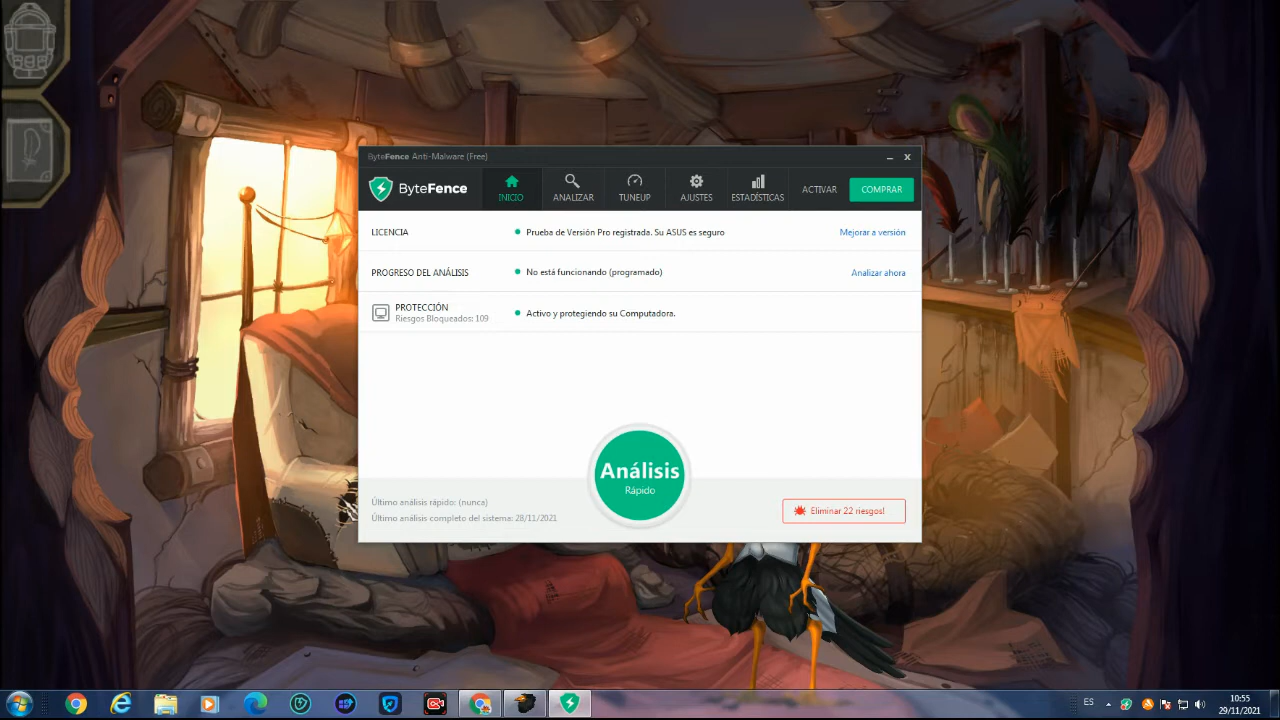 ByteFence Anti-Malware (Free)
ByteFence
INICIO
ANALIZAR
TUNEUP
AJUSTES
ESTADÍSTICAS
ACTIVAR
COMPRAR
LICENCIA
Prueba de Versión Pro registrada. Su ASUS es seguro
Mejorar a versión
PROGRESO DEL ANÁLISIS
No está funcionando (programado)
Analizar ahora
PROTECCIÓN
Riesgos Bloqueados: 109
Activo y protegiendo su Computadora.
Análisis
Rápido
Último análisis rápido: (nunca)
Último análisis completo del sistema: 28/11/2021
Eliminar 22 riesgos!
ES
10:55
29/11/2021